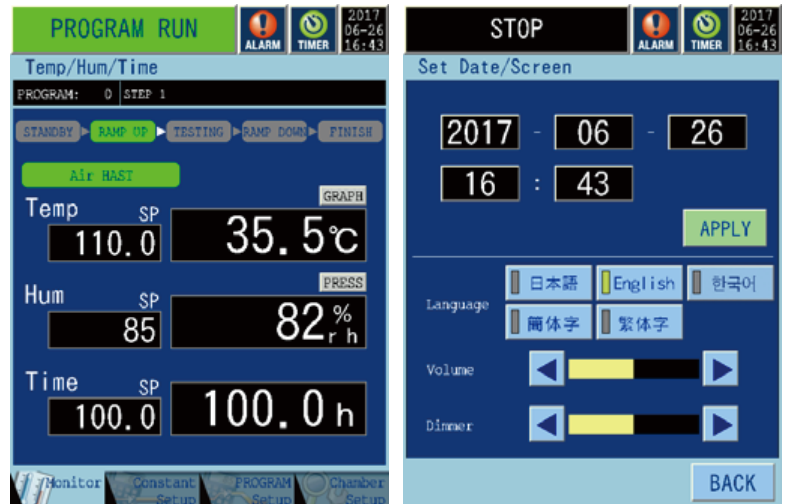 PROGRAM RUN
ALARM
TIMER
2017
06-26
16:43
Temp/Hum/Time
PROGRAM: 0 STEP 1
STANDBY RAMP UP TESTING RAMP DOWN FINISH
Air HAST
GRAPH
Temp SP
110.0 35.5℃
PRESS
Hum SP
85 82%rh
Time SP
100.0 100.0h
Monitor
Constant Setup
PROGRAM Setup
Chamber Setup
STOP
ALARM
TIMER
2017
06-26
16:43
Set Date/Screen
2017 - 06 - 26
16 : 43
APPLY
Language
日本語 English 한국어
簡体字 繁体字
Volume
Dimmer
BACK